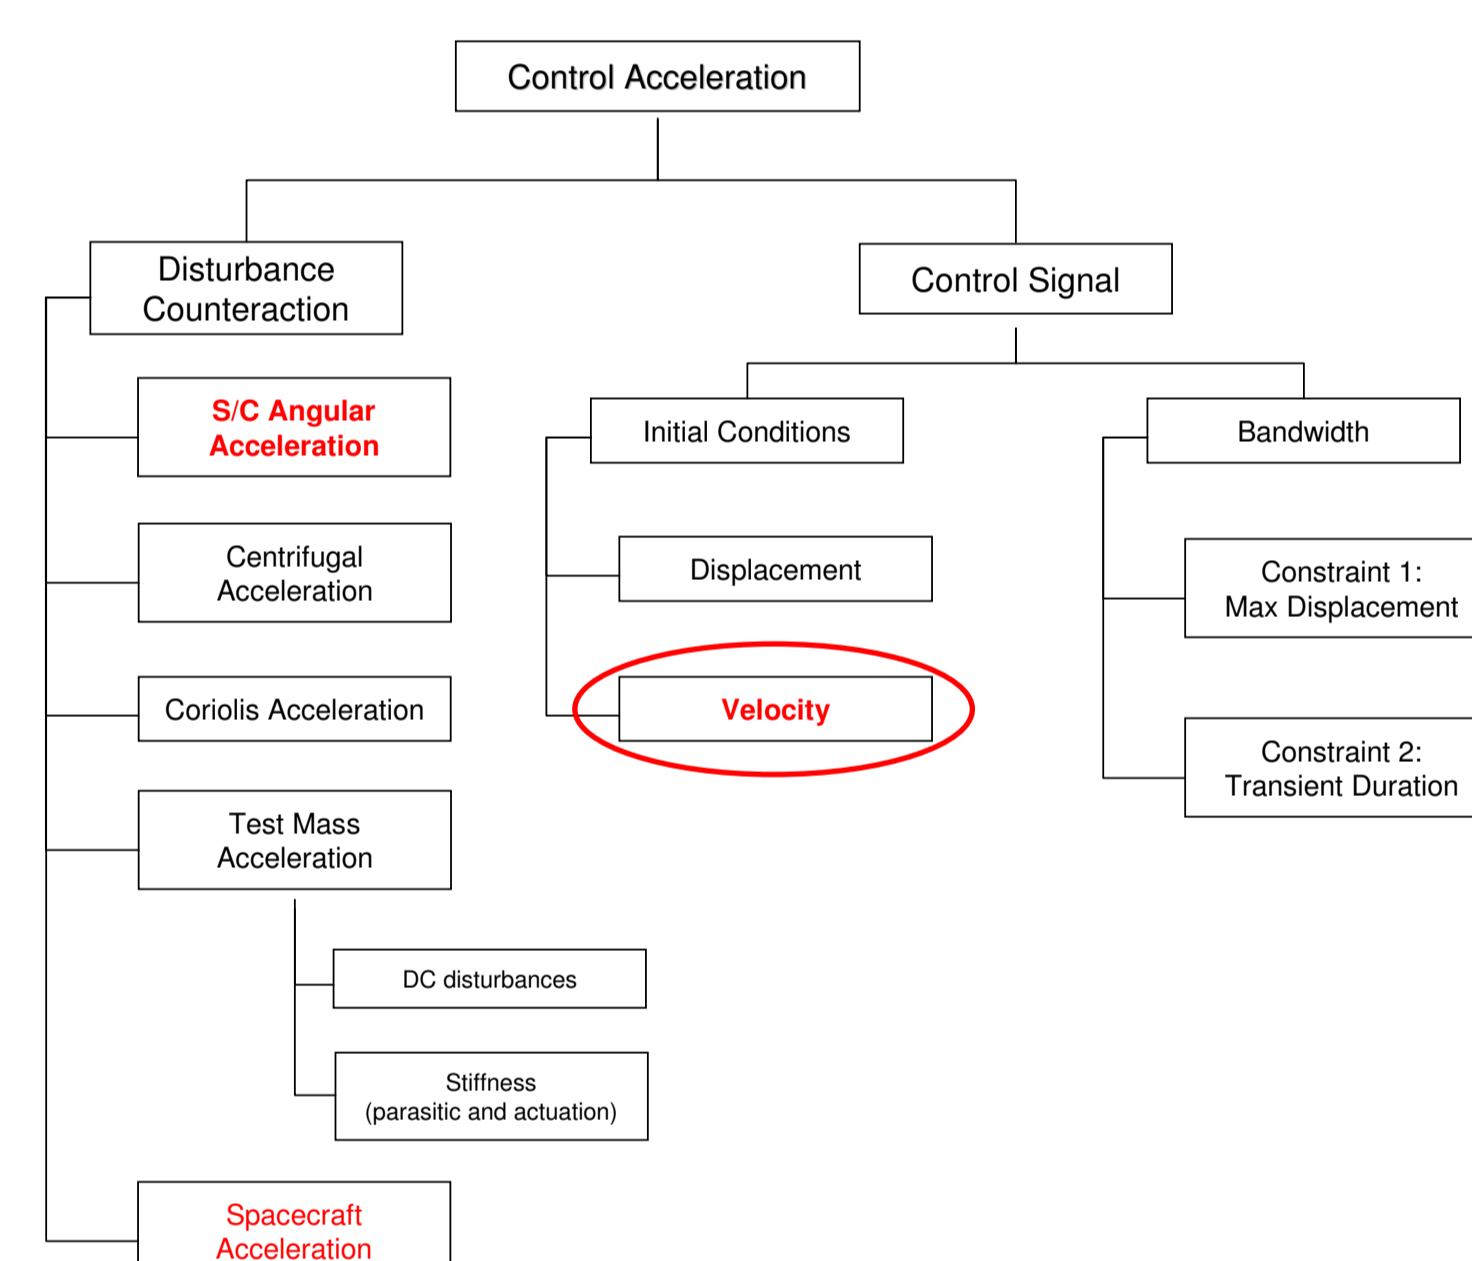 Control Acceleration
Disturbance
Counteraction
Control Signal
S/C Angular
Acceleration
Initial Conditions
Bandwidth
Centrifugal
Acceleration
Displacement
Constraint 1:
Max Displacement
Coriolis Acceleration
Velocity
Constraint 2:
Transient Duration
Test Mass
Acceleration
DC disturbances
Stiffness
(parasitic and actuation)
Spacecraft
Acceleration